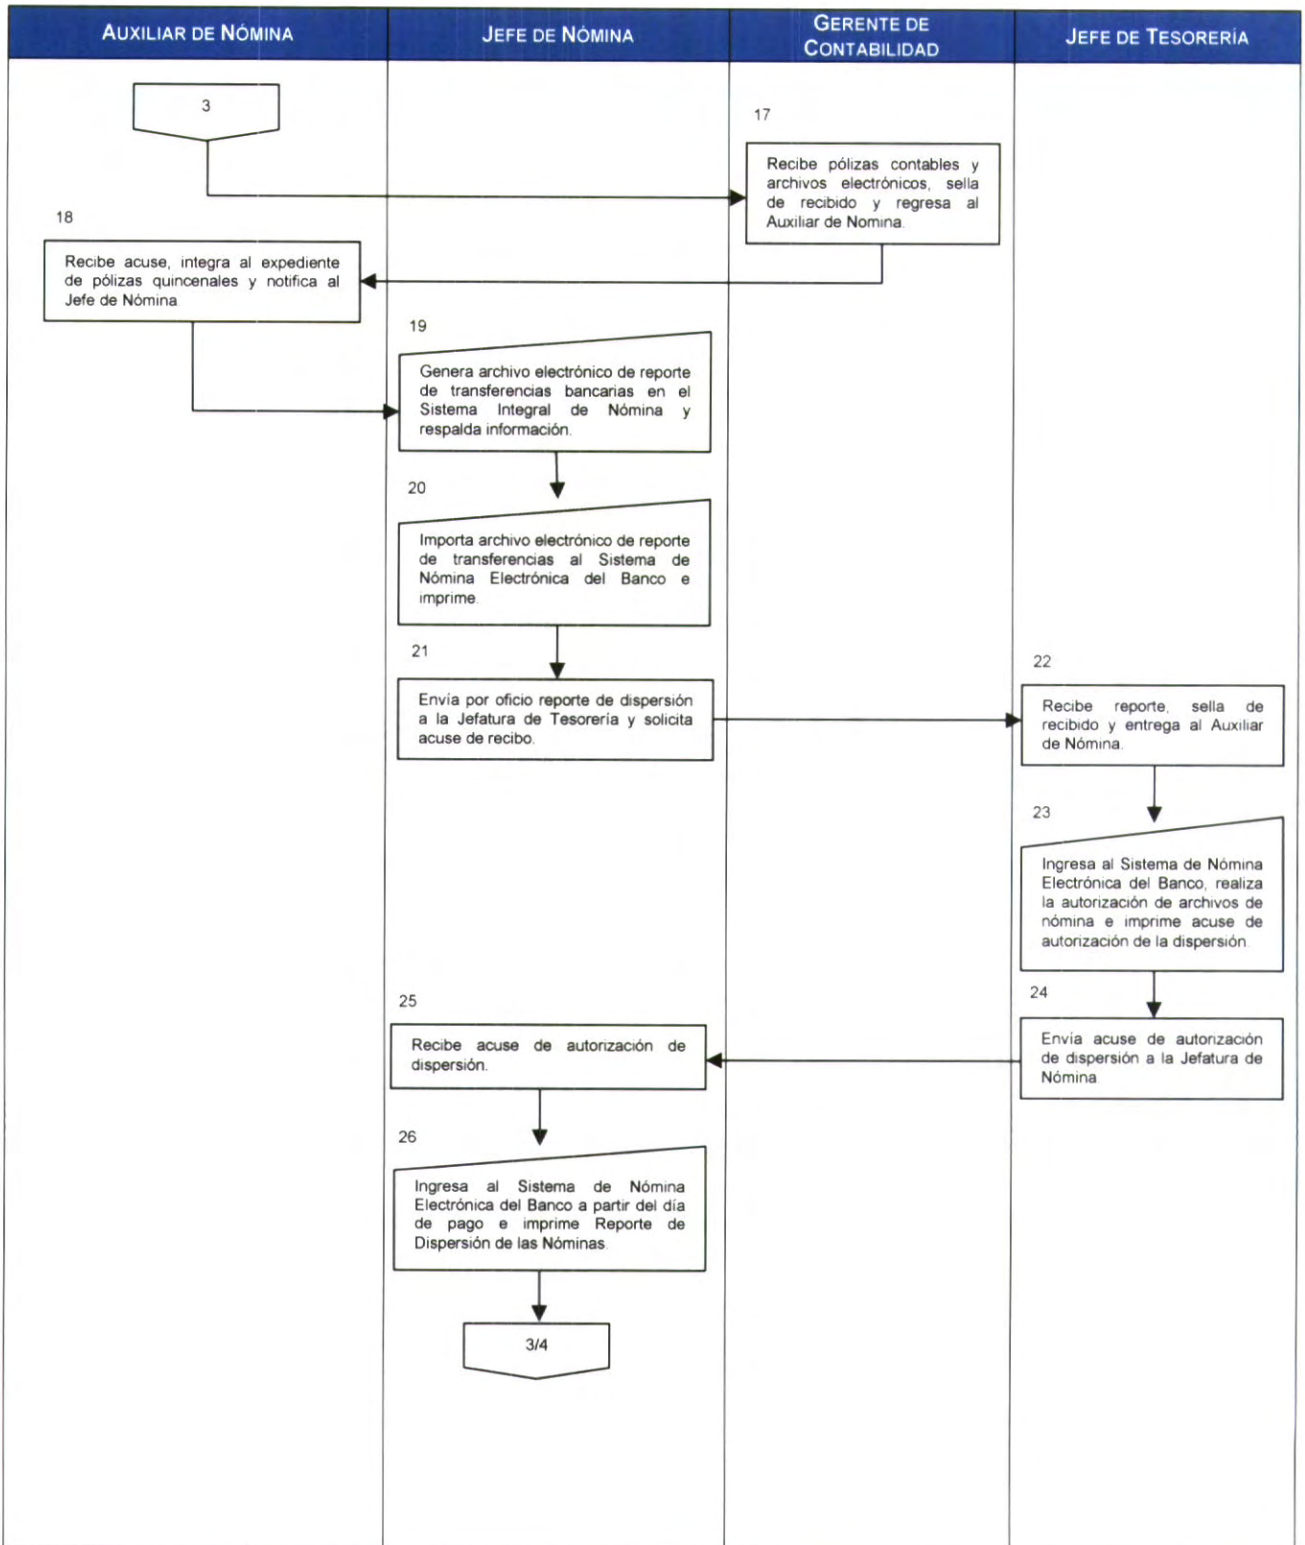 AUXILIAR DE NÓMINA
JEFE DE NÓMINA
GERENTE DE
CONTABILIDAD
JEFE DE TESORERÍA
3
17
Recibe pólizas contables y
archivos electrónicos, sella
de recibido y regresa al
Auxiliar de Nomina.
18
Recibe acuse, integra al expediente
de pólizas quincenales y notifica al
Jefe de Nómina
19
Genera archivo electrónico de reporte
de transferencias bancarias en el
Sistema Integral de Nómina y
respalda información.
20
Importa archivo electrónico de reporte
de transferencias al Sistema de
Nómina Electrónica del Banco e
imprime.
21
Envía por oficio reporte de dispersión
a la Jefatura de Tesorería y solicita
acuse de recibo.
22
Recibe reporte, sella de
recibido y entrega al Auxiliar
de Nómina.
23
Ingresa al Sistema de Nómina
Electrónica del Banco, realiza
la autorización de archivos de
nómina e imprime acuse de
autorización de la dispersión.
24
Envía acuse de autorización
de dispersión a la Jefatura de
Nómina
25
Recibe acuse de autorización de
dispersión.
26
Ingresa al Sistema de Nómina
Electrónica del Banco a partir del día
de pago e imprime Reporte de
Dispersión de las Nóminas.
3/4